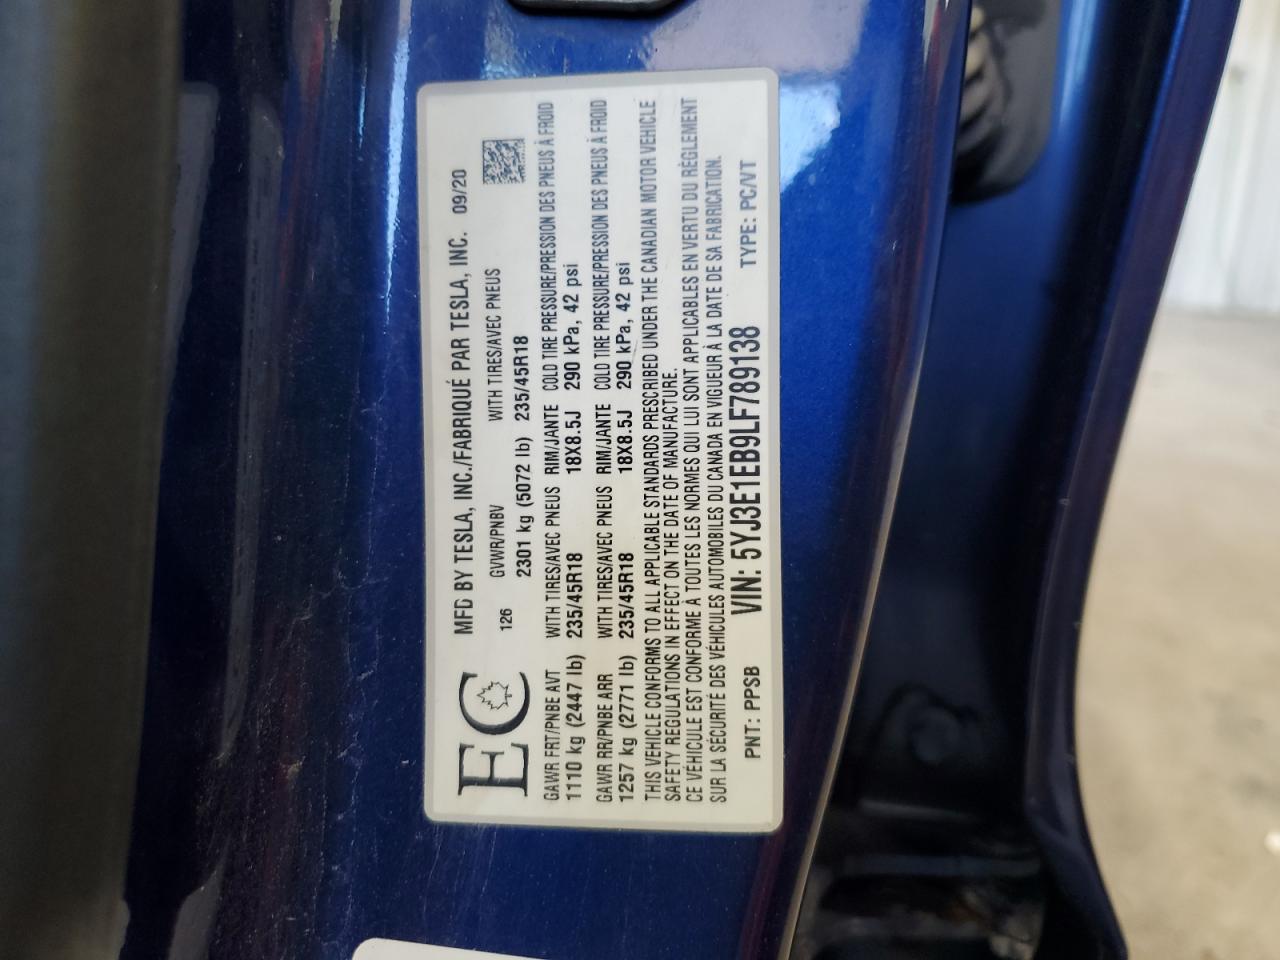 EC
MFD BY TESLA, INC./FABRIQUÉ PAR TESLA, INC. 09/20
126 GVWR/PNBV WITH TIRES/AVEC PNEUS
2301 kg (5072 lb) 235/45R18
GAWR FRT/PNBE AVT WITH TIRES/AVEC PNEUS RIM/JANTE COLD TIRE PRESSURE/PRESSION DES PNEUS À FROID
1110 kg (2447 lb) 235/45R18 18X8.5J 290 kPa, 42 psi
GAWR RR/PNBE ARR WITH TIRES/AVEC PNEUS RIM/JANTE COLD TIRE PRESSURE/PRESSION DES PNEUS À FROID
1257 kg (2771 lb) 235/45R18 18X8.5J 290 kPa, 42 psi
THIS VEHICLE CONFORMS TO ALL APPLICABLE STANDARDS PRESCRIBED UNDER THE CANADIAN MOTOR VEHICLE
SAFETY REGULATIONS IN EFFECT ON THE DATE OF MANUFACTURE.
CE VÉHICULE EST CONFORME À TOUTES LES NORMES QUI LUI SONT APPLICABLES EN VERTU DU RÈGLEMENT
SUR LA SÉCURITÉ DES VÉHICULES AUTOMOBILES DU CANADA EN VIGUEUR À LA DATE DE SA FABRICATION.
PNT: PPSB VIN: 5YJ3E1EB9LF789138 TYPE: PC/VT